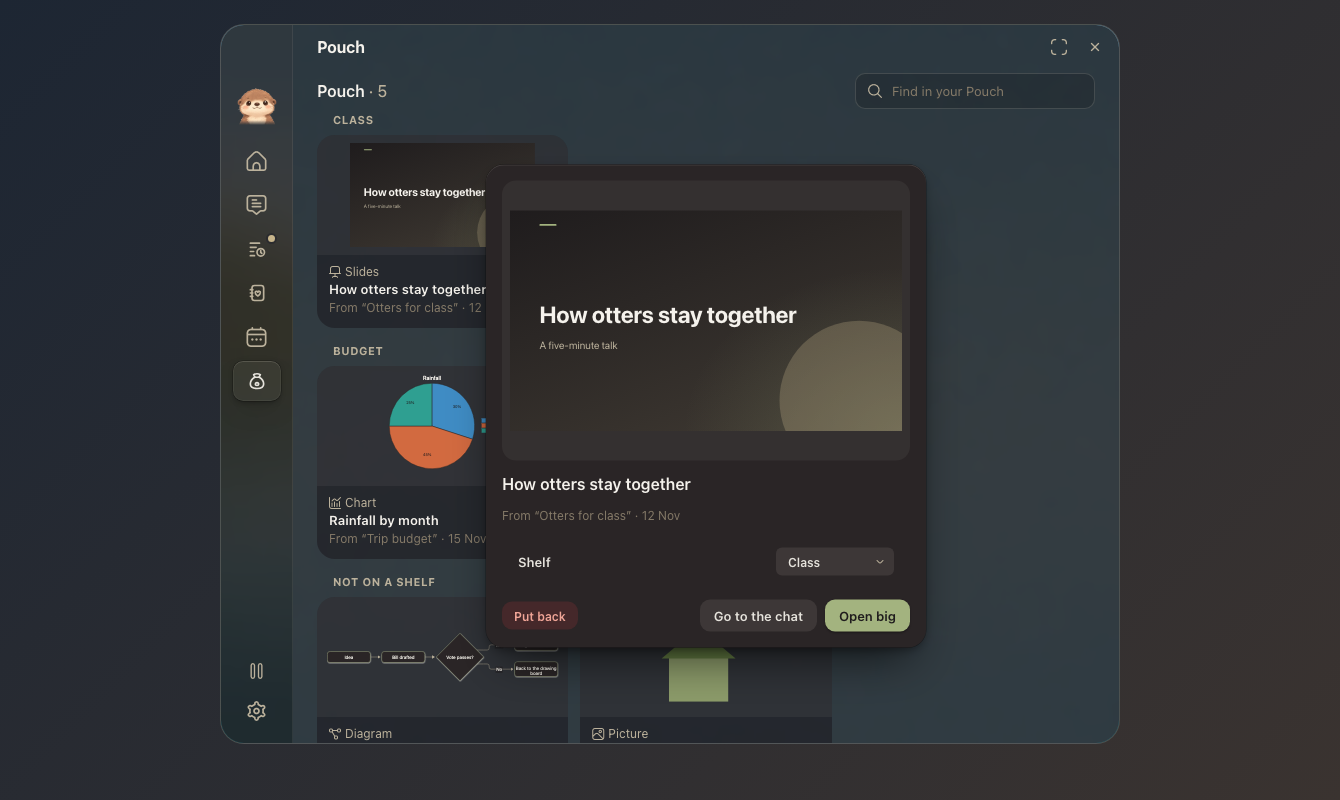 Pouch
Pouch · 5
Find in your Pouch
CLASS
How otters stay together
A five-minute talk
Slides
How otters stay together
From “Otters for class” · 12
BUDGET
Rainfall
Chart
Rainfall by month
From “Trip budget” · 15 Nov
NOT ON A SHELF
Idea
Bill drafted
Vote passed?
No
Back to the drawing
board
Diagram
Picture
How otters stay together
A five-minute talk
How otters stay together
From “Otters for class” · 12 Nov
Shelf
Class
Put back
Go to the chat
Open big